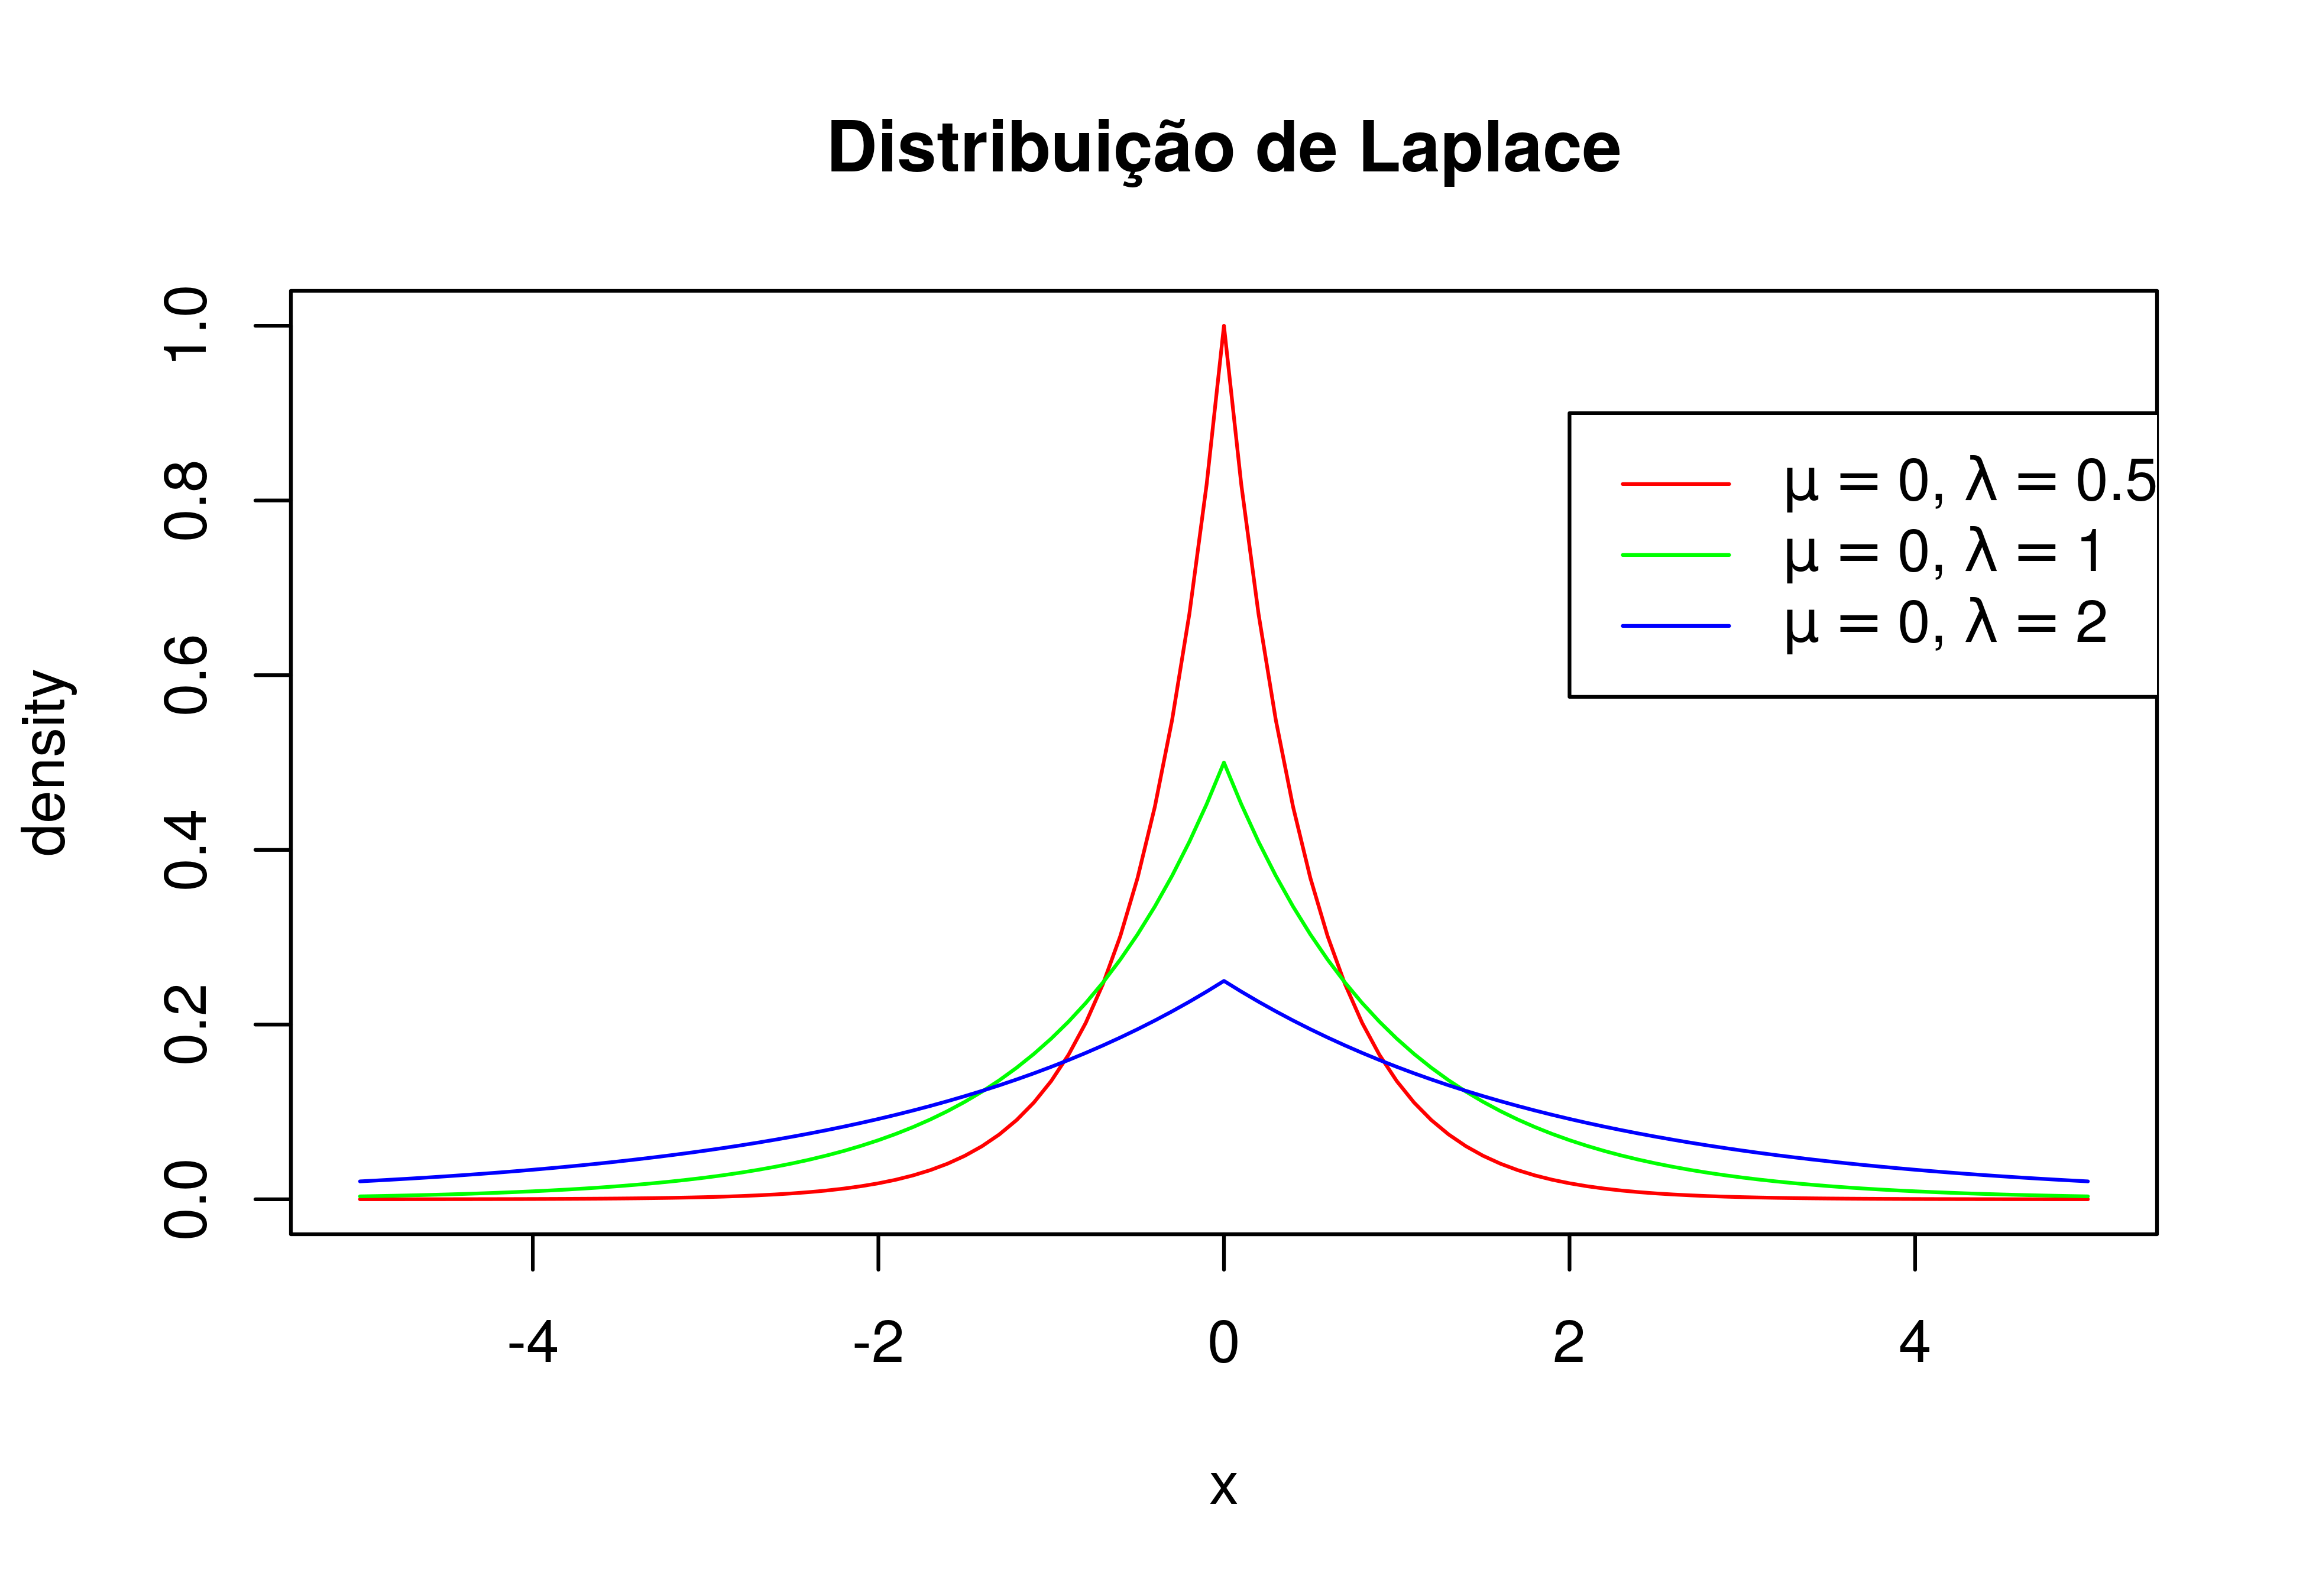 Distribuição de Laplace
density
1.0
0.8
0.6
0.4
0.2
0.0
μ = 0, λ = 0.5
μ = 0, λ = 1
μ = 0, λ = 2
-4 -2 0 2 4
x